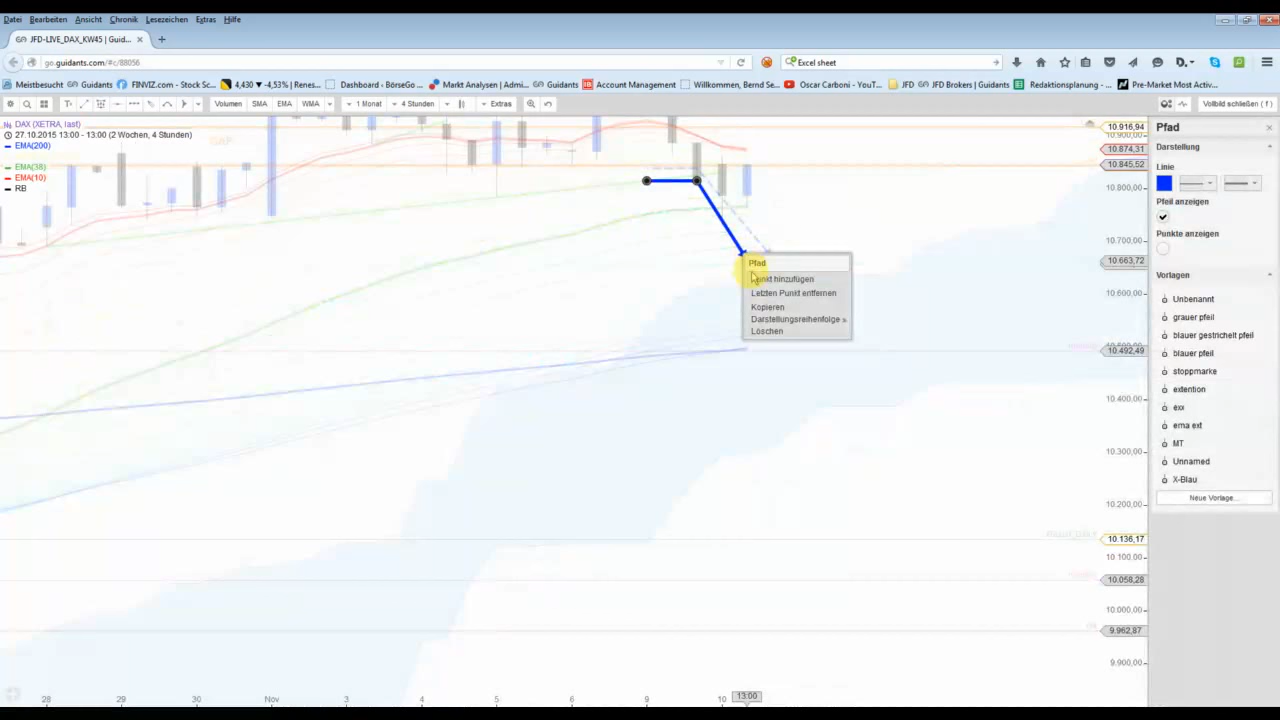 Datei Bearbeiten Ansicht Chronik Lesezeichen Extras Hilfe
JFD-LIVE_DAX_KW45 | Guid...
go.guidants.com/#c/88056
Excel sheet
Meistbesucht Guidants FINVIZ.com - Stock Sc... 4,430 ▼ -4,53% | Renes... Dashboard - BörseGo ... Markt Analysen | Admi... Guidants Account Management ... Willkommen, Bernd Se... Oscar Carboni - YouT... JFD JFD Brokers | Guidants Redaktionsplanung - ... Pre-Market Most Activ...
Volumen SMA EMA WMA 1 Monat 4 Stunden Extras Vollbild schließen ( f )
DAX (XETRA, last)
27.10.2015 13:00 - 13:00 (2 Wochen, 4 Stunden)
EMA(200)
EMA(38)
EMA(10)
RB
GAP
10.916,94
10.900,00
10.874,31
10.845,52
10.800,00
10.700,00
10.663,72
10.600,00
10.500,00
10.492,49
10.400,00
10.300,00
10.200,00
10.136,17
10.100,00
10.058,28
10.000,00
9.962,87
9.900,00
Pfad
Punkt hinzufügen
Letzten Punkt entfernen
Kopieren
Darstellungsreihenfolge »
Löschen
28 29 30 Nov 3 4 5 6 9 10 13:00
Pfad
Darstellung
Linie
Pfeil anzeigen
Punkte anzeigen
Vorlagen
Unbenannt
grauer pfeil
blauer gestrichelt pfeil
blauer pfeil
stoppmarke
extention
exx
ema ext
MT
Unnamed
X-Blau
Neue Vorlage...